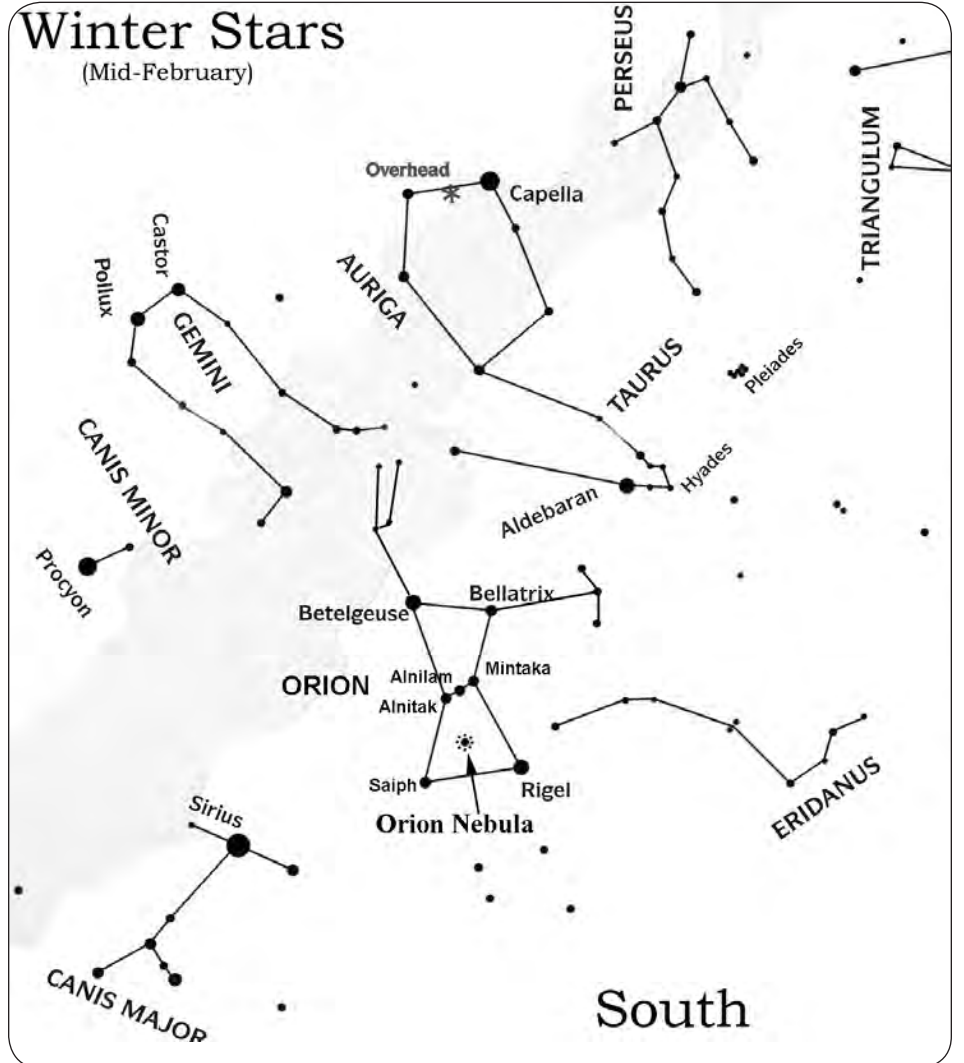 Winter Stars
(Mid-February)
PERSEUS
TRIANGULUM
Overhead
Capella
Castor
Pollux
AURIGA
GEMINI
TAURUS
Pleiades
CANIS MINOR
Hyades
Aldebaran
Procyon
Betelgeuse
Bellatrix
ORION
Alnilam
Mintaka
Alnitak
Saiph
Rigel
Orion Nebula
ERIDANUS
Sirius
CANIS MAJOR
South